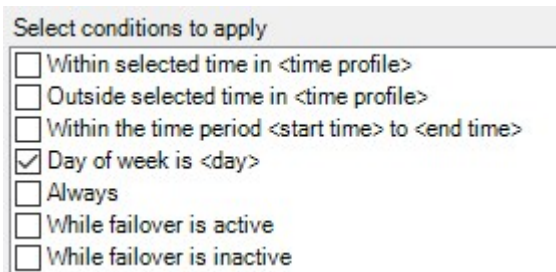 Select conditions to apply
Within selected time in <time profile>
Outside selected time in <time profile>
Within the time period <start time> to <end time>
Day of week is <day>
Always
While failover is active
While failover is inactive